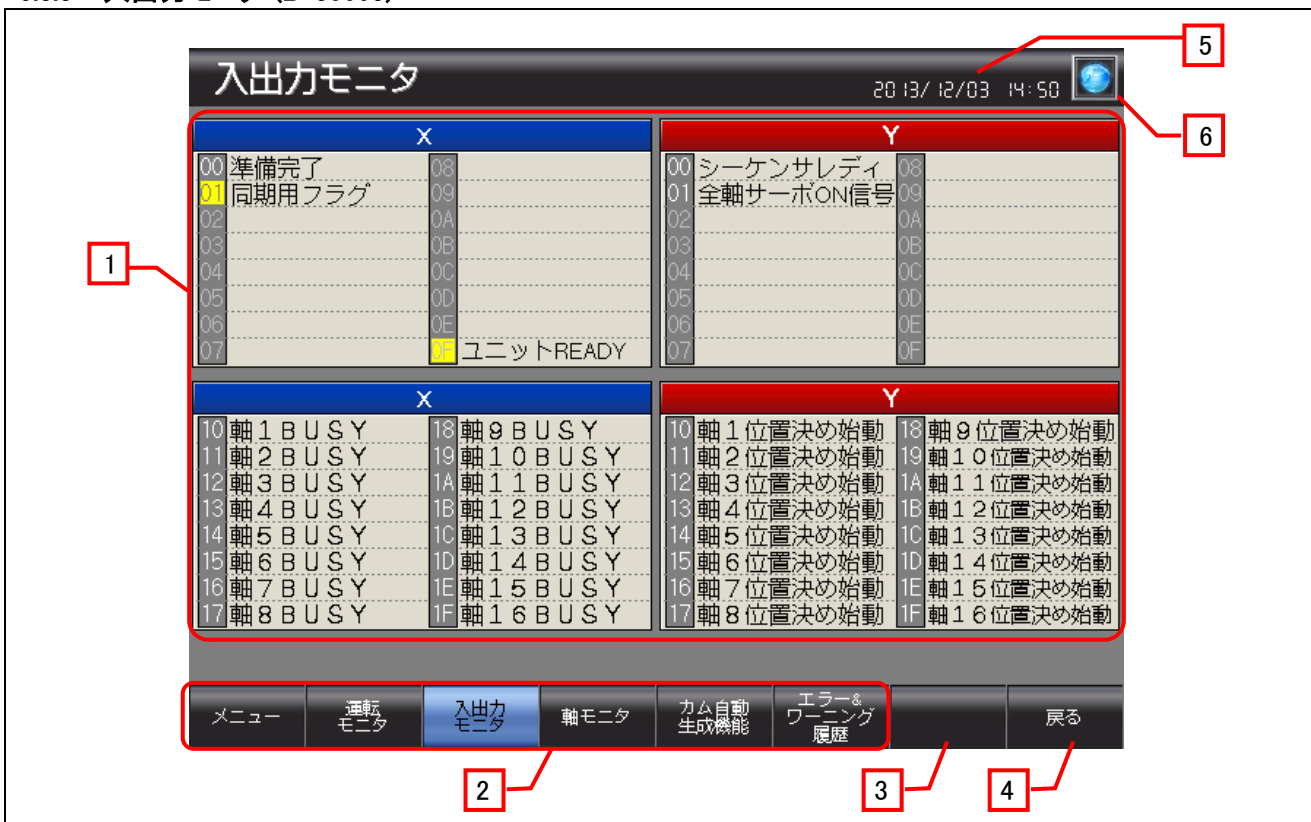 入出力モニタ
2013/12/03 14:50
5
6
1
X
00 準備完了 08
01 同期用フラグ 09
02 0A
03 0B
04 0C
05 0D
06 0E
07 0F ユニットREADY
Y
00 シーケンサレディ 08
01 全軸サーボON信号 09
02 0A
03 0B
04 0C
05 0D
06 0E
07 0F
X
10 軸1BUSY 18 軸9BUSY
11 軸2BUSY 19 軸10BUSY
12 軸3BUSY 1A 軸11BUSY
13 軸4BUSY 1B 軸12BUSY
14 軸5BUSY 1C 軸13BUSY
15 軸6BUSY 1D 軸14BUSY
16 軸7BUSY 1E 軸15BUSY
17 軸8BUSY 1F 軸16BUSY
Y
10 軸1位置決め始動 18 軸9位置決め始動
11 軸2位置決め始動 19 軸10位置決め始動
12 軸3位置決め始動 1A 軸11位置決め始動
13 軸4位置決め始動 1B 軸12位置決め始動
14 軸5位置決め始動 1C 軸13位置決め始動
15 軸6位置決め始動 1D 軸14位置決め始動
16 軸7位置決め始動 1E 軸15位置決め始動
17 軸8位置決め始動 1F 軸16位置決め始動
メニュー
運転
モニタ
入出力
モニタ
軸モニタ
カム自動
生成機能
エラー&
ワーニング
履歴
戻る
2
3
4